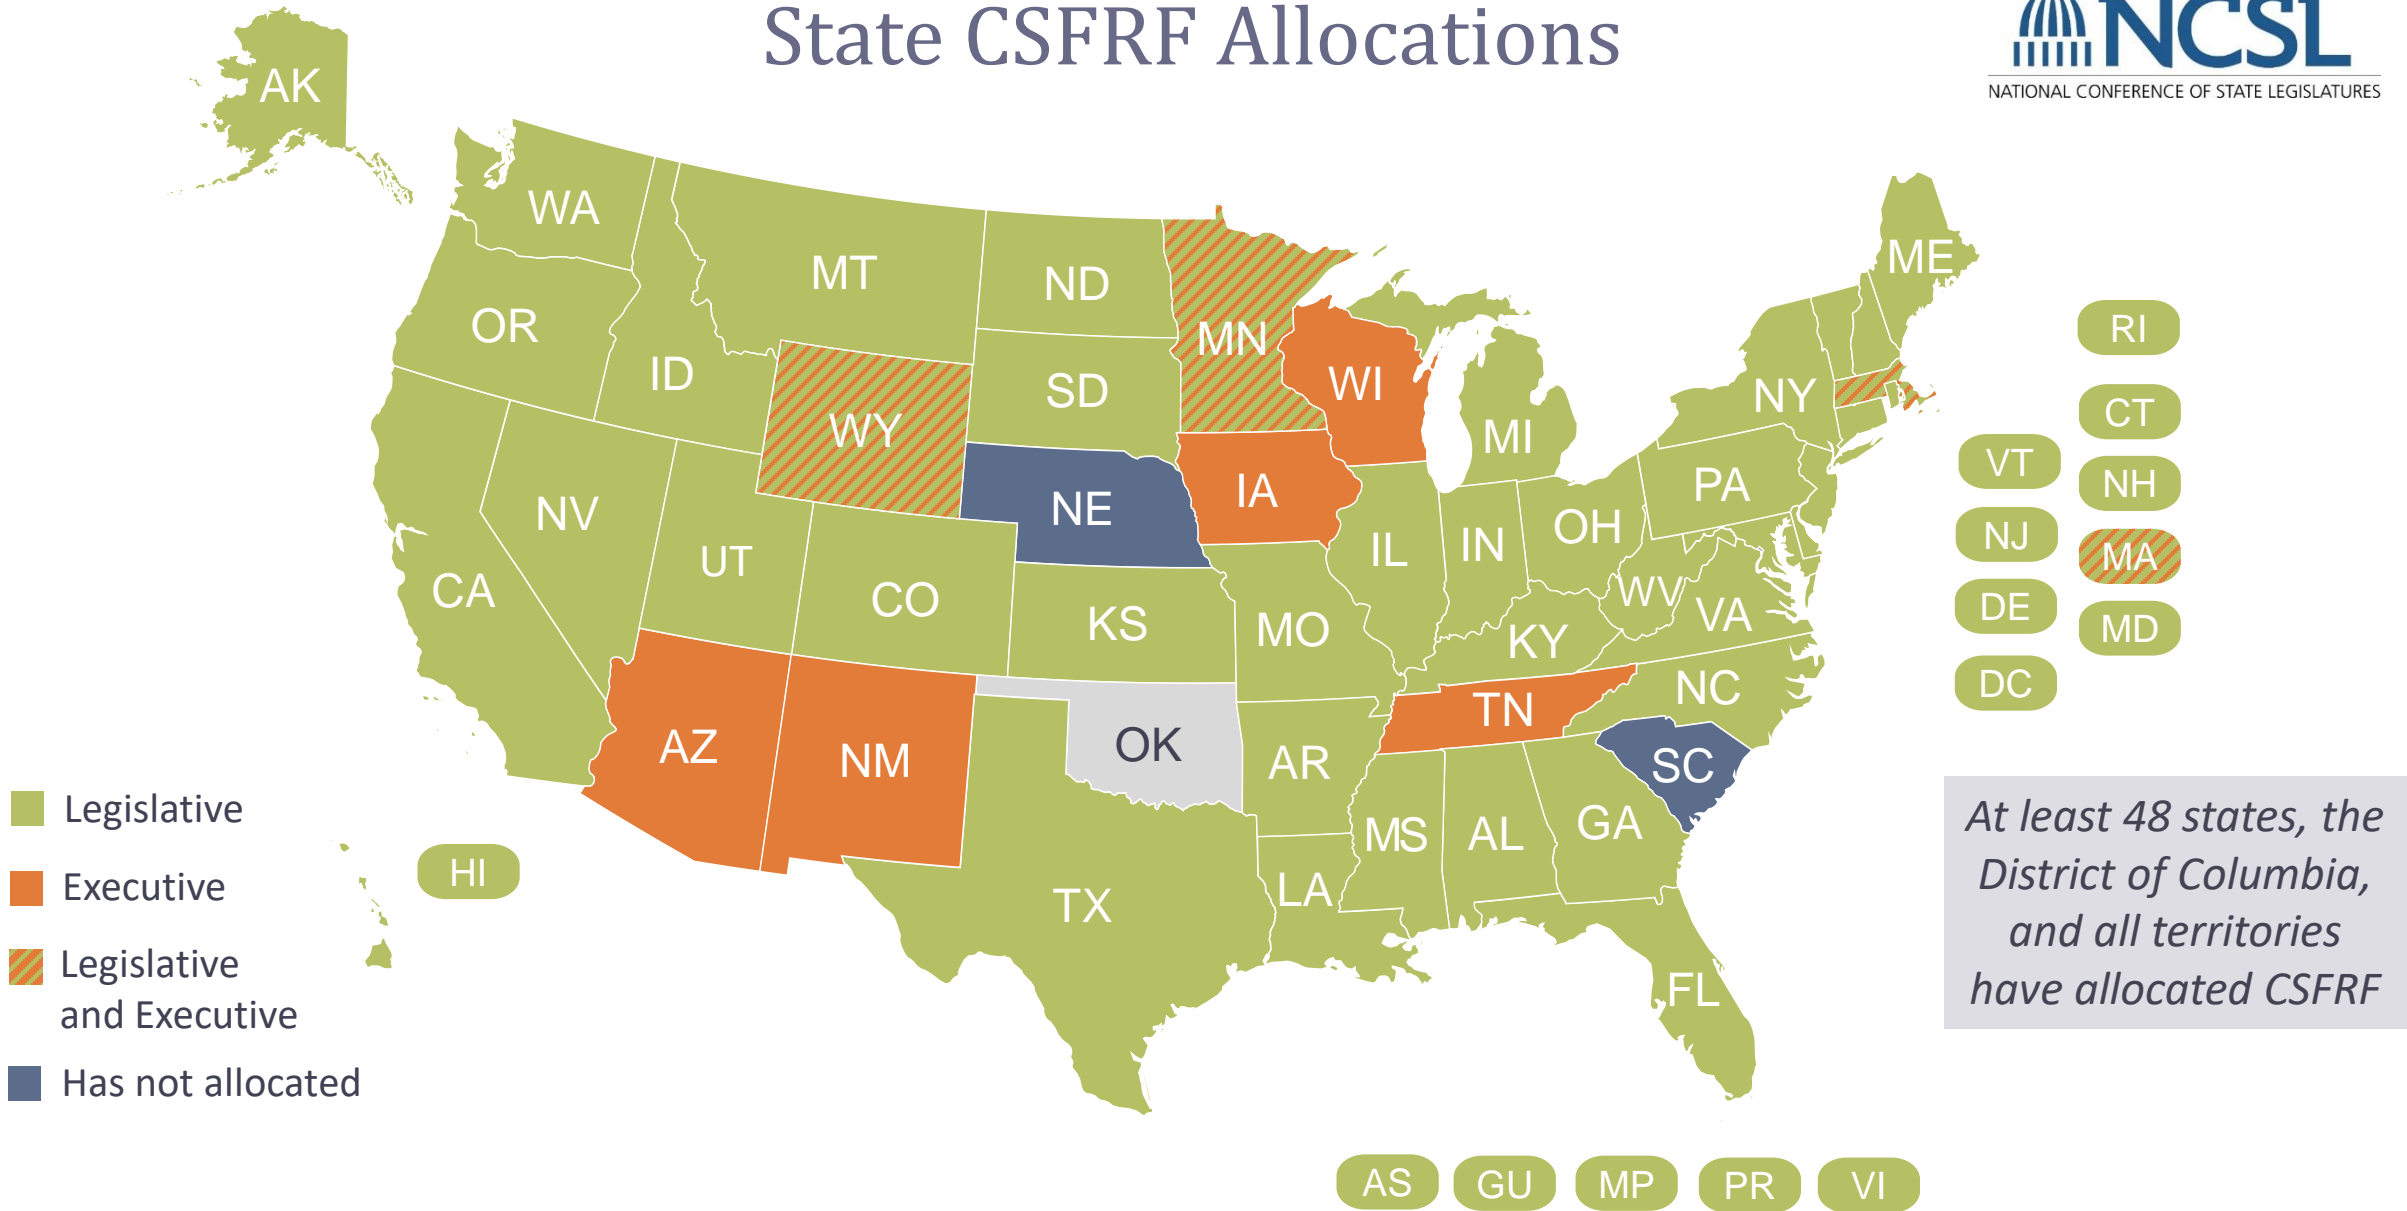 State CSFRF Allocations
NCSL
NATIONAL CONFERENCE OF STATE LEGISLATURES
AK
WA
MT
ND
MN
ME
OR
ID
WY
SD
WI
MI
NY
RI
CT
VT
NH
NJ
MA
DE
MD
DC
NV
UT
CO
NE
IA
IL
IN
OH
PA
CA
KS
MO
KY
WV
VA
AZ
NM
OK
AR
TN
NC
SC
MS
AL
GA
LA
TX
FL
HI
Legislative
Executive
Legislative
and Executive
Has not allocated
At least 48 states, the
District of Columbia,
and all territories
have allocated CSFRF
AS
GU
MP
PR
VI